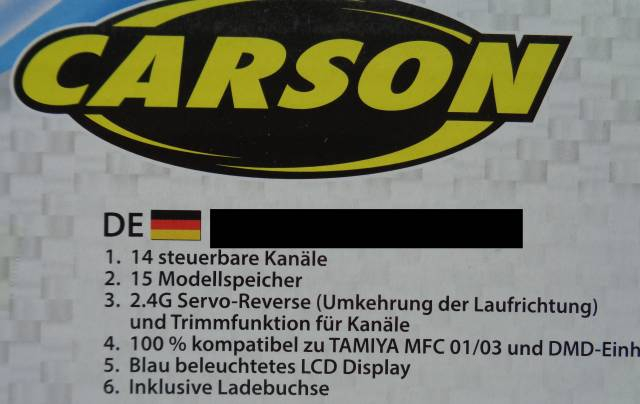 CARSON
DE
1. 14 steuerbare Kanäle
2. 15 Modellspeicher
3. 2.4G Servo-Reverse (Umkehrung der Laufrichtung)
und Trimmfunktion für Kanäle
4. 100 % kompatibel zu TAMIYA MFC 01/03 und DMD-Einh
5. Blau beleuchtetes LCD Display
6. Inklusive Ladebuchse